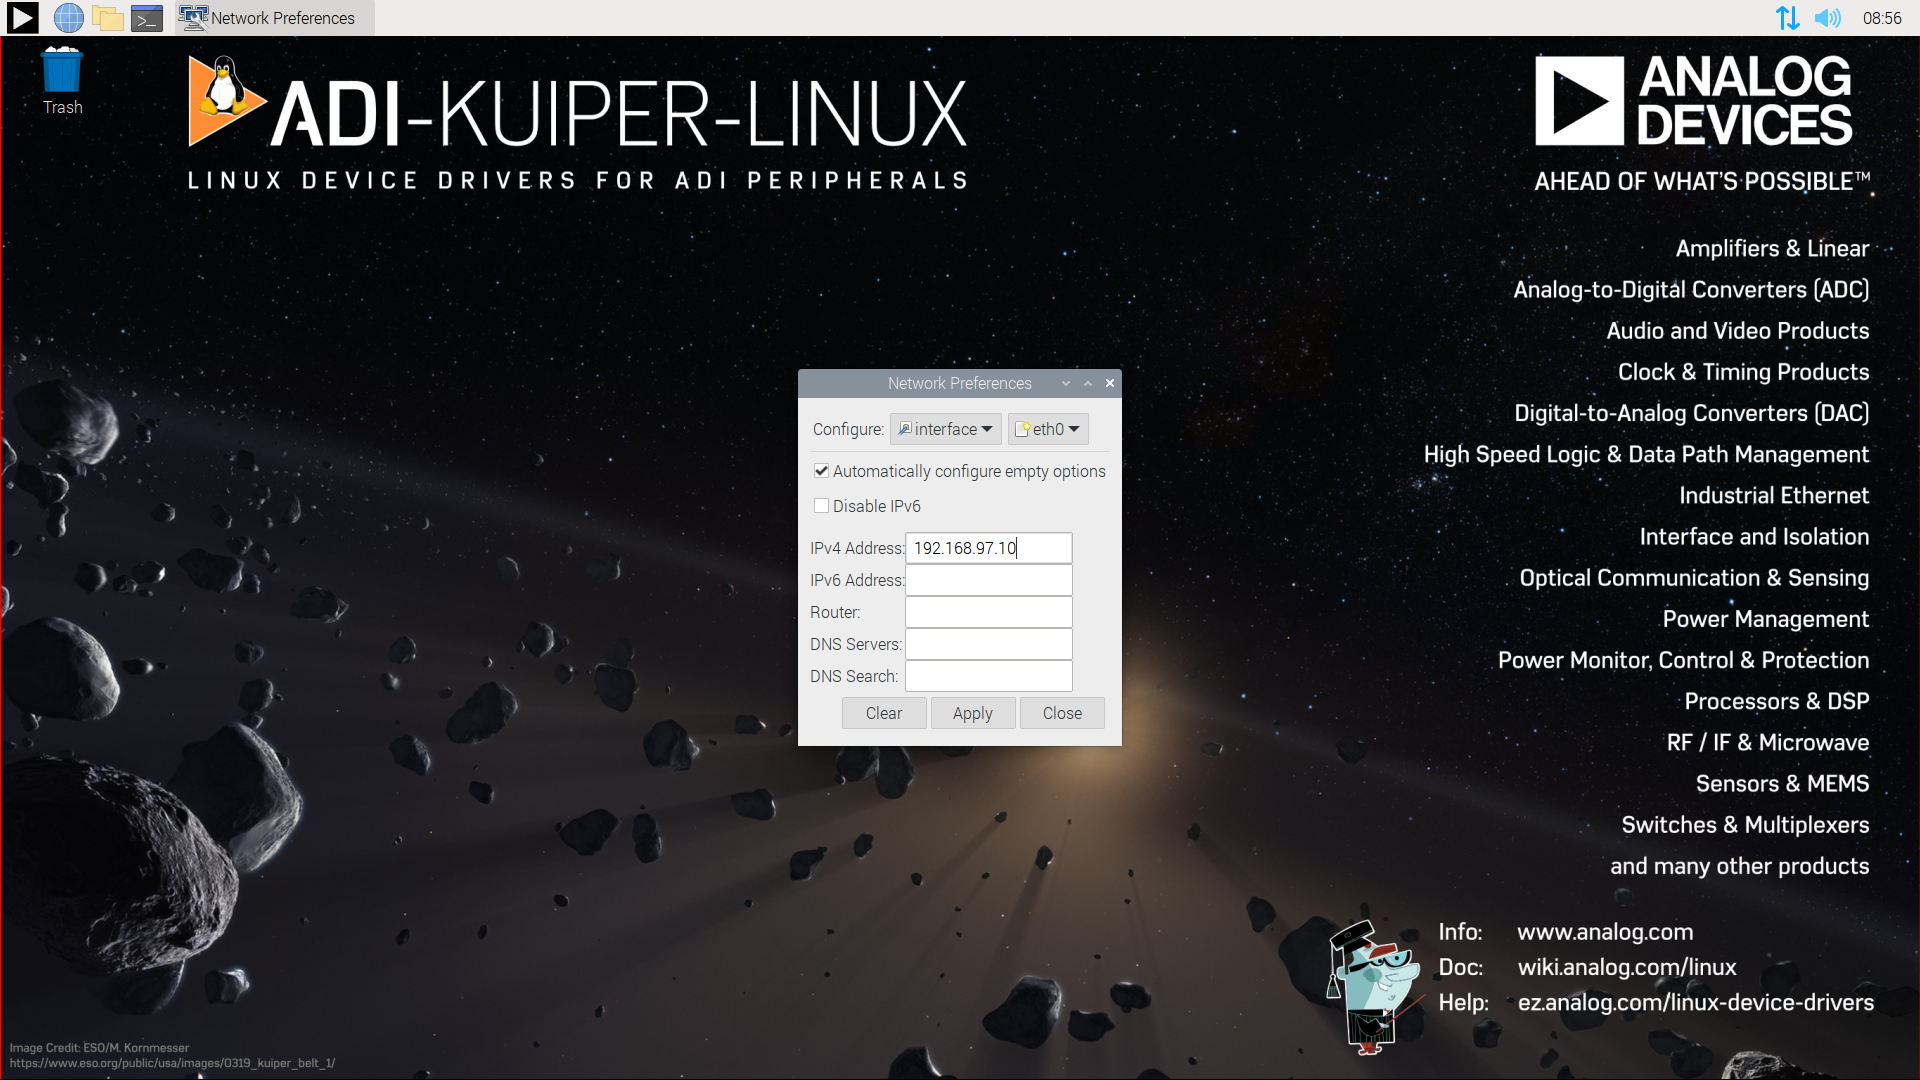 Network Preferences
08:56
Trash
ADI-KUIPER-LINUX
LINUX DEVICE DRIVERS FOR ADI PERIPHERALS
ANALOG
DEVICES
AHEAD OF WHAT'S POSSIBLE™
Amplifiers & Linear
Analog-to-Digital Converters (ADC)
Audio and Video Products
Clock & Timing Products
Digital-to-Analog Converters (DAC)
High Speed Logic & Data Path Management
Industrial Ethernet
Interface and Isolation
Optical Communication & Sensing
Power Management
Power Monitor, Control & Protection
Processors & DSP
RF / IF & Microwave
Sensors & MEMS
Switches & Multiplexers
and many other products
Network Preferences
Configure: interface eth0
Automatically configure empty options
Disable IPv6
IPv4 Address: 192.168.97.10
IPv6 Address:
Router:
DNS Servers:
DNS Search:
Clear Apply Close
Info: www.analog.com
Doc: wiki.analog.com/linux
Help: ez.analog.com/linux-device-drivers
Image Credit: ESO/M. Kornmesser
https://www.eso.org/public/usa/images/0319_kuiper_belt_1/